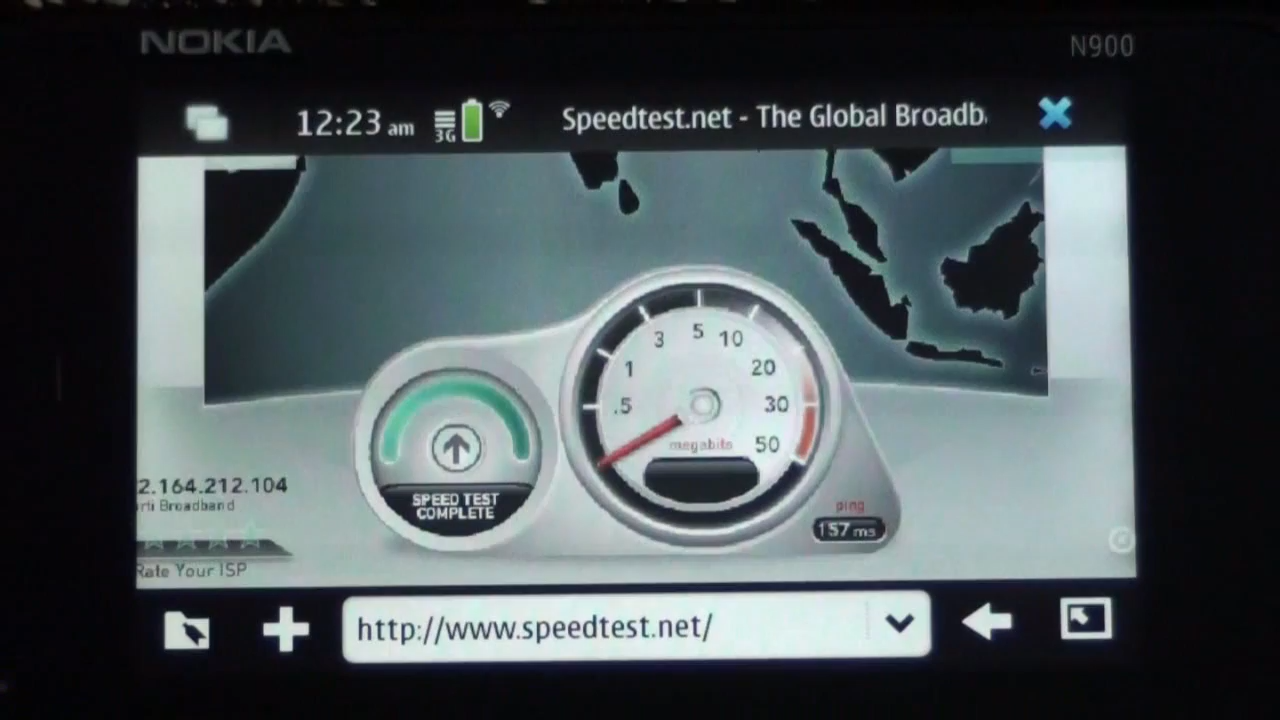 NOKIA
N900
12:23 am
3G
Speedtest.net - The Global Broadb
5
3
10
1
20
.5
30
megabits
50
2.164.212.104
rti Broadband
SPEED TEST
COMPLETE
ping
157 ms
Rate Your ISP
http://www.speedtest.net/